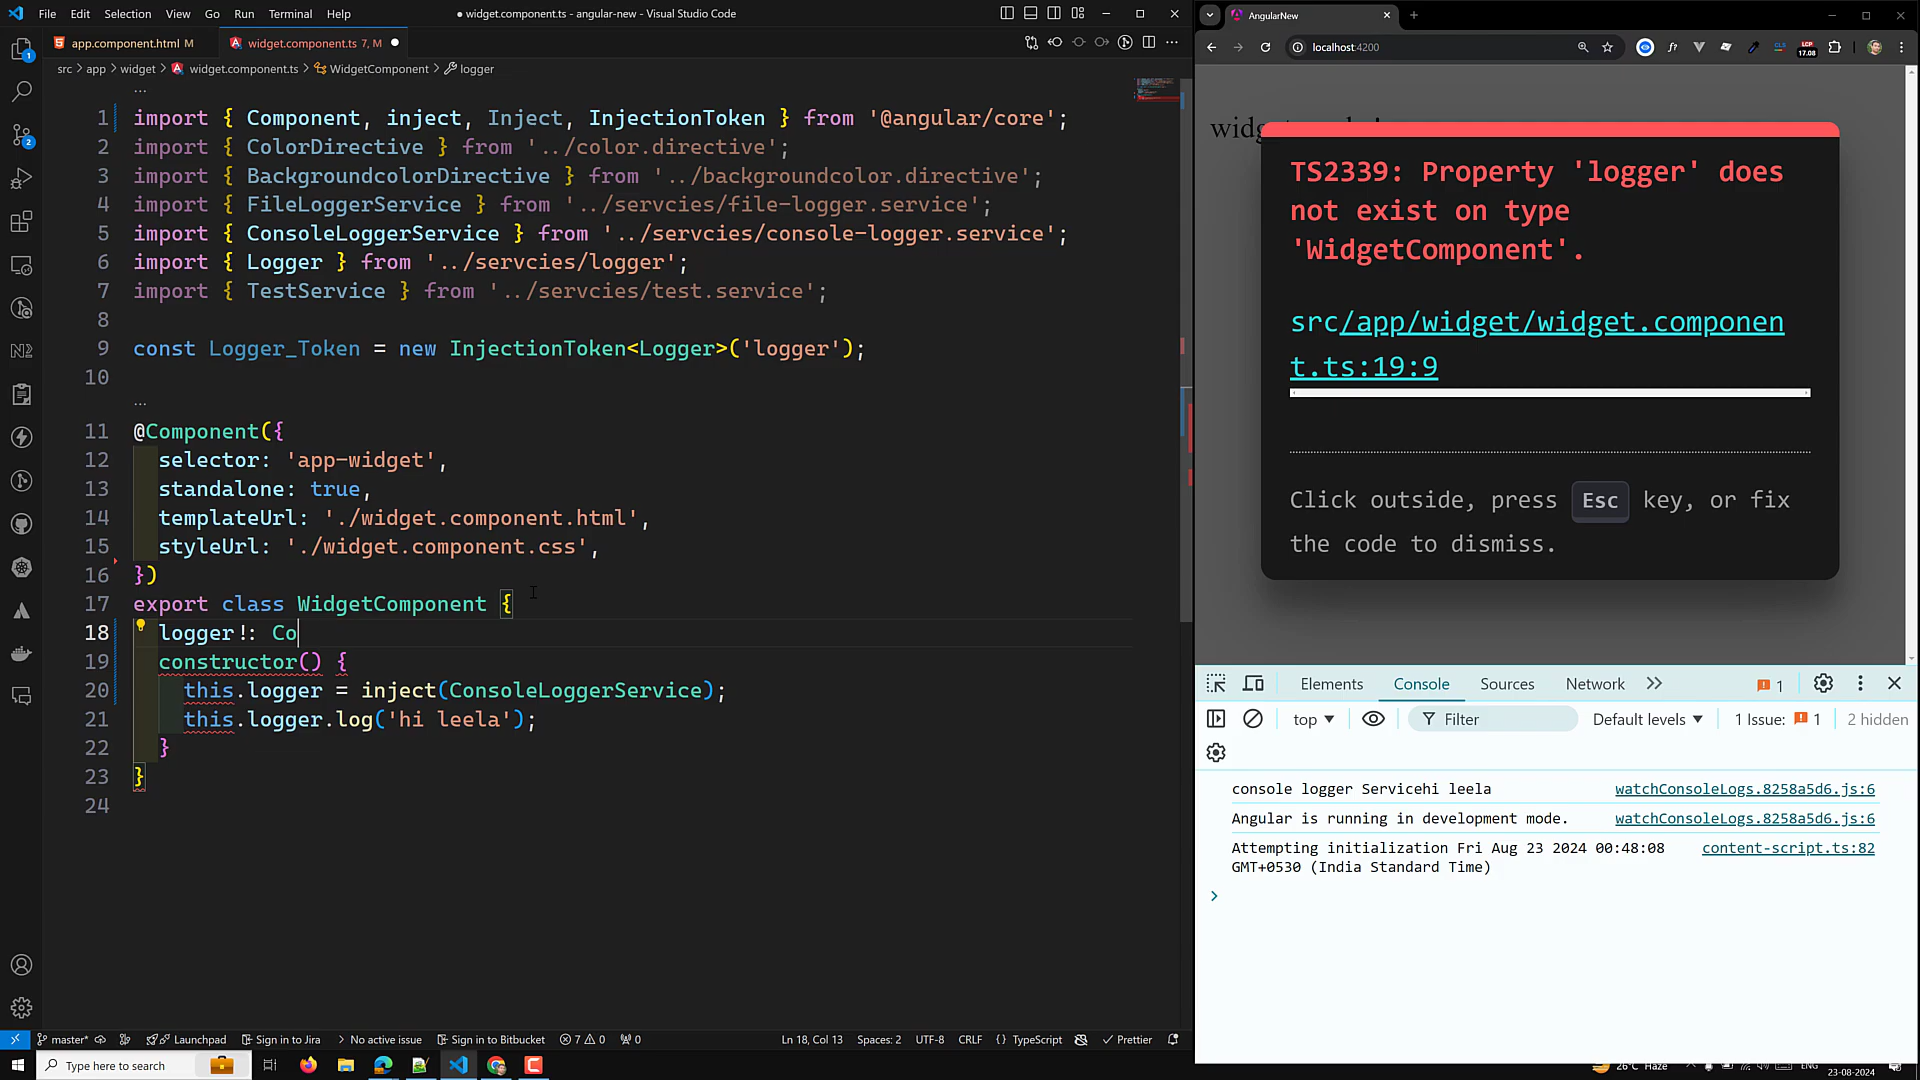 File Edit Selection View Go Run Terminal Help
● widget.component.ts - angular-new - Visual Studio Code
app.component.html M
widget.component.ts 7, M ●
src > app > widget > widget.component.ts > WidgetComponent > logger
...
1 import { Component, inject, Inject, InjectionToken } from '@angular/core';
2 import { ColorDirective } from '../color.directive';
3 import { BackgroundcolorDirective } from '../backgroundcolor.directive';
4 import { FileLoggerService } from '../servcies/file-logger.service';
5 import { ConsoleLoggerService } from '../servcies/console-logger.service';
6 import { Logger } from '../servcies/logger';
7 import { TestService } from '../servcies/test.service';
8
9 const Logger_Token = new InjectionToken<Logger>('logger');
10
...
11 @Component({
12 selector: 'app-widget',
13 standalone: true,
14 templateUrl: './widget.component.html',
15 styleUrl: './widget.component.css',
16 })
17 export class WidgetComponent {
18 logger!: Co
19 constructor() {
20 this.logger = inject(ConsoleLoggerService);
21 this.logger.log('hi leela');
22 }
23 }
24
master* Launchpad Sign in to Jira No active issue Sign in to Bitbucket 7 0 0 Ln 18, Col 13 Spaces: 2 UTF-8 CRLF {} TypeScript Prettier
Type here to search
AngularNew
localhost:4200
TS2339: Property 'logger' does
not exist on type
'WidgetComponent'.
src/app/widget/widget.componen
t.ts:19:9
Click outside, press Esc key, or fix
the code to dismiss.
Elements Console Sources Network 1
top Filter Default levels 1 Issue: 1 2 hidden
console logger Servicehi leela watchConsoleLogs.8258a5d6.js:6
Angular is running in development mode. watchConsoleLogs.8258a5d6.js:6
Attempting initialization Fri Aug 23 2024 00:48:08 content-script.ts:82
GMT+0530 (India Standard Time)
26°C Haze ENG
23-08-2024